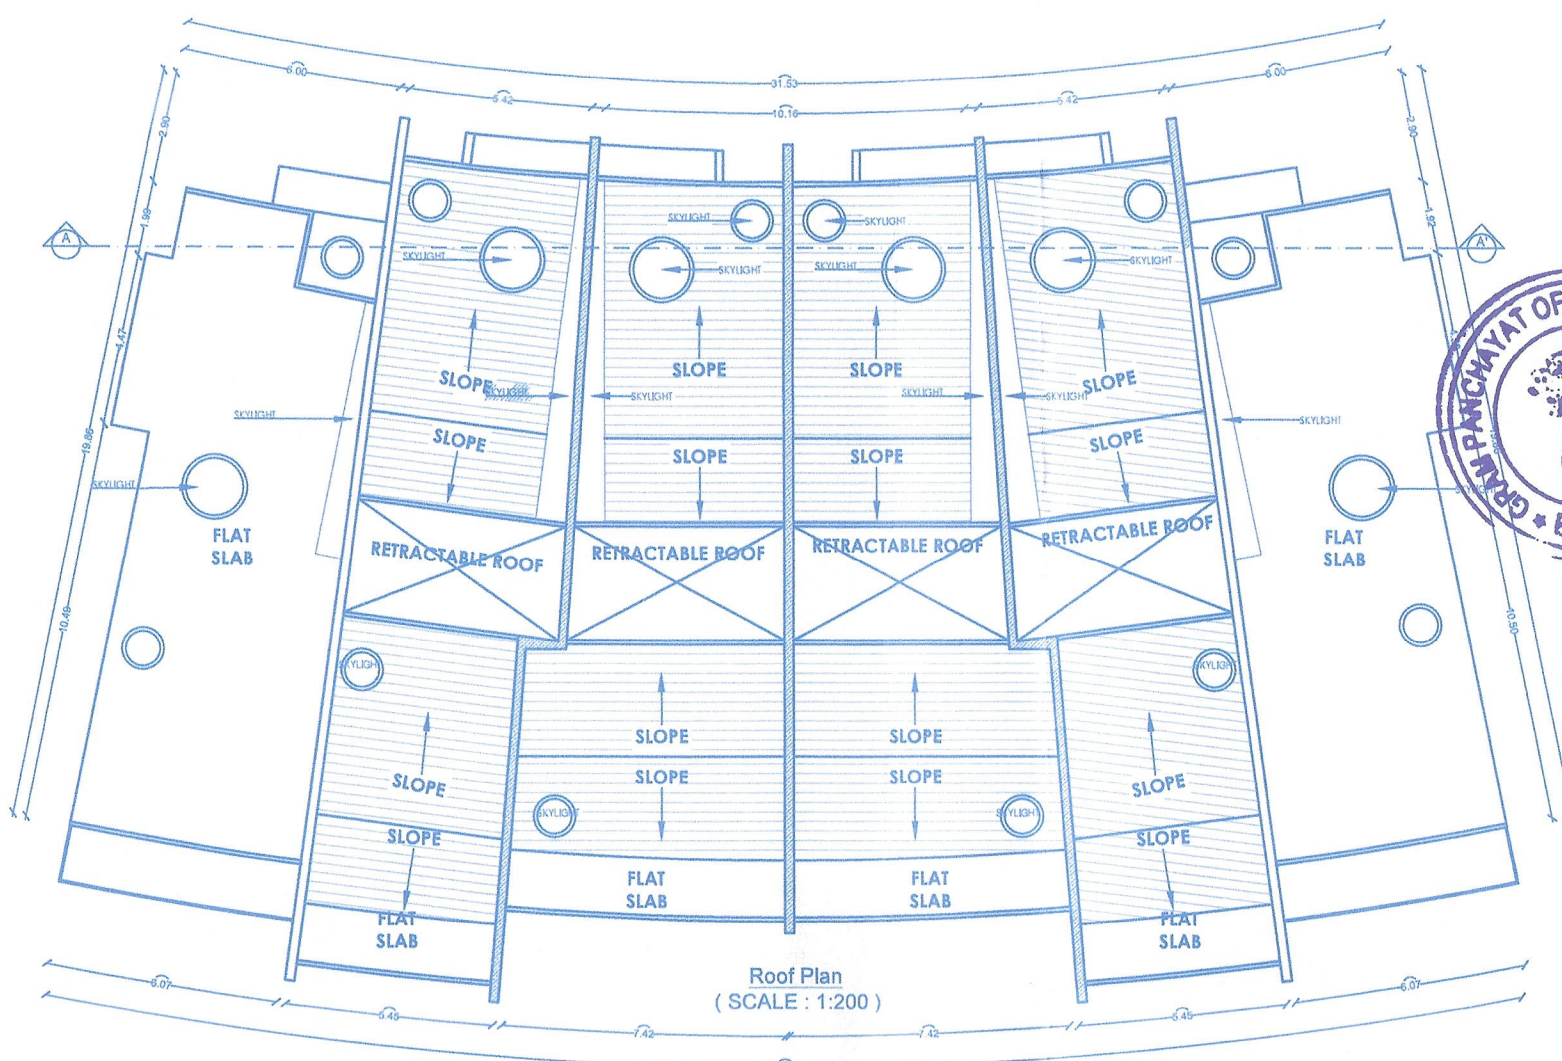 31.53
6.00
5.42
10.16
5.42
6.00
2.90
2.90
1.99
1.92
A
A'
SKYLIGHT
SKYLIGHT
SKYLIGHT
SKYLIGHT
SKYLIGHT
SKYLIGHT
GRAM PANCHAYAT OF
4.47
SLOPE
SLOPE
SLOPE
SLOPE
SKYLIGHT
SKYLIGHT
SKYLIGHT
SKYLIGHT
SKYLIGHT
SKYLIGHT
19.86
SLOPE
SLOPE
SLOPE
SLOPE
SKYLIGHT
FLAT
SLAB
FLAT
SLAB
RETRACTABLE ROOF
RETRACTABLE ROOF
RETRACTABLE ROOF
RETRACTABLE ROOF
10.49
10.50
SKYLIGHT
SKYLIGHT
SLOPE
SLOPE
SLOPE
SLOPE
SLOPE
SLOPE
SLOPE
SLOPE
SKYLIGHT
SKYLIGHT
FLAT
SLAB
FLAT
SLAB
FLAT
SLAB
FLAT
SLAB
Roof Plan
( SCALE : 1:200 )
6.07
5.45
7.42
7.42
5.45
6.07